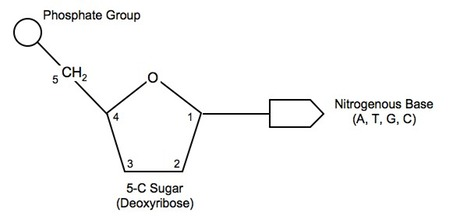 Phosphate Group
5 CH2
O
4
1
3
2
Nitrogenous Base
(A, T, G, C)
5-C Sugar
(Deoxyribose)